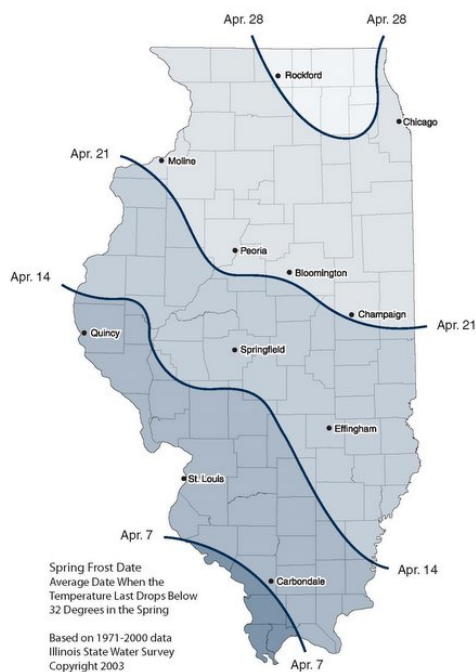 Apr. 28
Apr. 28
Rockford
Chicago
Apr. 21
Moline
Peoria
Bloomington
Apr. 14
Champaign
Apr. 21
Quincy
Springfield
Effingham
St. Louis
Apr. 7
Apr. 14
Spring Frost Date
Average Date When the
Temperature Last Drops Below
32 Degrees in the Spring
Carbondale
Based on 1971-2000 data
Illinois State Water Survey
Copyright 2003
Apr. 7